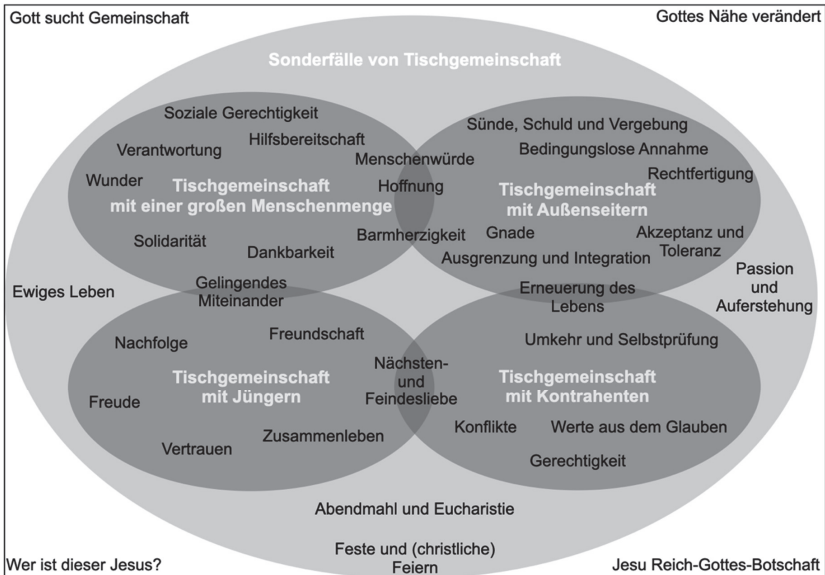 Gott sucht Gemeinschaft
Gottes Nähe verändert
Sonderfälle von Tischgemeinschaft
Soziale Gerechtigkeit
Hilfsbereitschaft
Verantwortung
Wunder
Tischgemeinschaft
mit einer großen Menschenmenge
Solidarität
Dankbarkeit
Menschenwürde
Hoffnung
Barmherzigkeit
Sünde, Schuld und Vergebung
Bedingungslose Annahme
Rechtfertigung
Tischgemeinschaft
mit Außenseitern
Gnade
Akzeptanz und
Toleranz
Ausgrenzung und Integration
Ewiges Leben
Gelingendes
Miteinander
Erneuerung des
Lebens
Passion
und
Auferstehung
Nachfolge
Freundschaft
Tischgemeinschaft
mit Jüngern
Freude
Vertrauen
Zusammenleben
Nächsten-
und
Feindesliebe
Umkehr und Selbstprüfung
Tischgemeinschaft
mit Kontrahenten
Konflikte
Werte aus dem Glauben
Gerechtigkeit
Abendmahl und Eucharistie
Feste und (christliche)
Feiern
Wer ist dieser Jesus?
Jesu Reich-Gottes-Botschaft